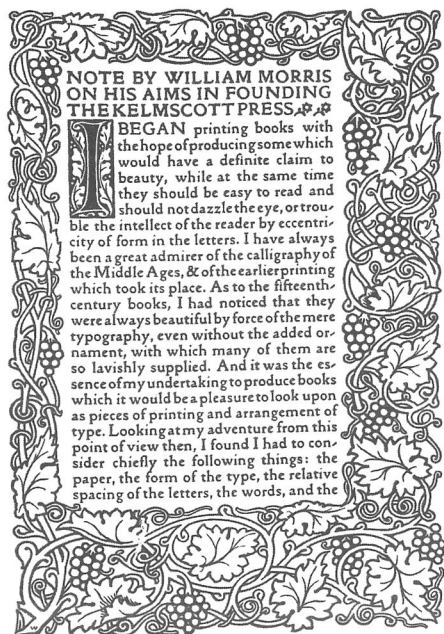 NOTE BY WILLIAM MORRIS
ON HIS AIMS IN FOUNDING
THE KELMSCOTT PRESS
I BEGAN printing books with
the hope of producing some which
would have a definite claim to
beauty, while at the same time
they should be easy to read and
should not dazzle the eye, or trou-
ble the intellect of the reader by eccentri-
city of form in the letters. I have always
been a great admirer of the calligraphy of
the Middle Ages, & of the earlier printing
which took its place. As to the fifteenth-
century books, I had noticed that they
were always beautiful by force of the mere
typography, even without the added or-
nament, with which many of them are
so lavishly supplied. And it was the es-
sence of my undertaking to produce books
which it would be a pleasure to look upon
as pieces of printing and arrangement of
type. Looking at my adventure from this
point of view then, I found I had to con-
sider chiefly the following things: the
paper, the form of the type, the relative
spacing of the letters, the words, and the